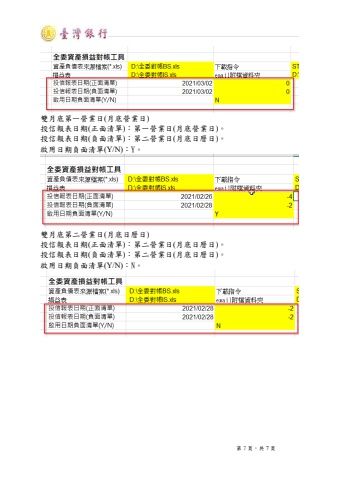 臺灣銀行
全委資產損益對帳工具
資產負債表來源檔案(*.xls) D:\全委對帳BS.xls 下載指令 ST
損益表 D:\全委對帳IS.xls email附檔資料夾 D:\
投信報表日期(正面清單) 2021/03/02 0
投信報表日期(負面清單) 2021/03/02 0
啟用日期負面清單(Y/N) N
雙月底第一營業日(月底營業日)
投信報表日期(正面清單)：第一營業日(月底營業日)。
投信報表日期(負面清單)：第二營業日(月底日曆日)。
啟用日期負面清單(Y/N)：Y。
全委資產損益對帳工具
資產負債表來源檔案(*.xls) D:\全委對帳BS.xls 下載指令 S
損益表 D:\全委對帳IS.xls email附檔資料夾 D
投信報表日期(正面清單) 2021/02/26 -4
投信報表日期(負面清單) 2021/02/28 -2
啟用日期負面清單(Y/N) Y
雙月底第二營業日(月底日曆日)
投信報表日期(正面清單)：第二營業日(月底日曆日)。
投信報表日期(負面清單)：第二營業日(月底日曆日)。
啟用日期負面清單(Y/N)：N。
全委資產損益對帳工具
資產負債表來源檔案(*.xls) D:\全委對帳BS.xls 下載指令 S
損益表 D:\全委對帳IS.xls email附檔資料夾 D
投信報表日期(正面清單) 2021/02/28 -2
投信報表日期(負面清單) 2021/02/28 -2
啟用日期負面清單(Y/N) N
第 7 頁，共 7 頁